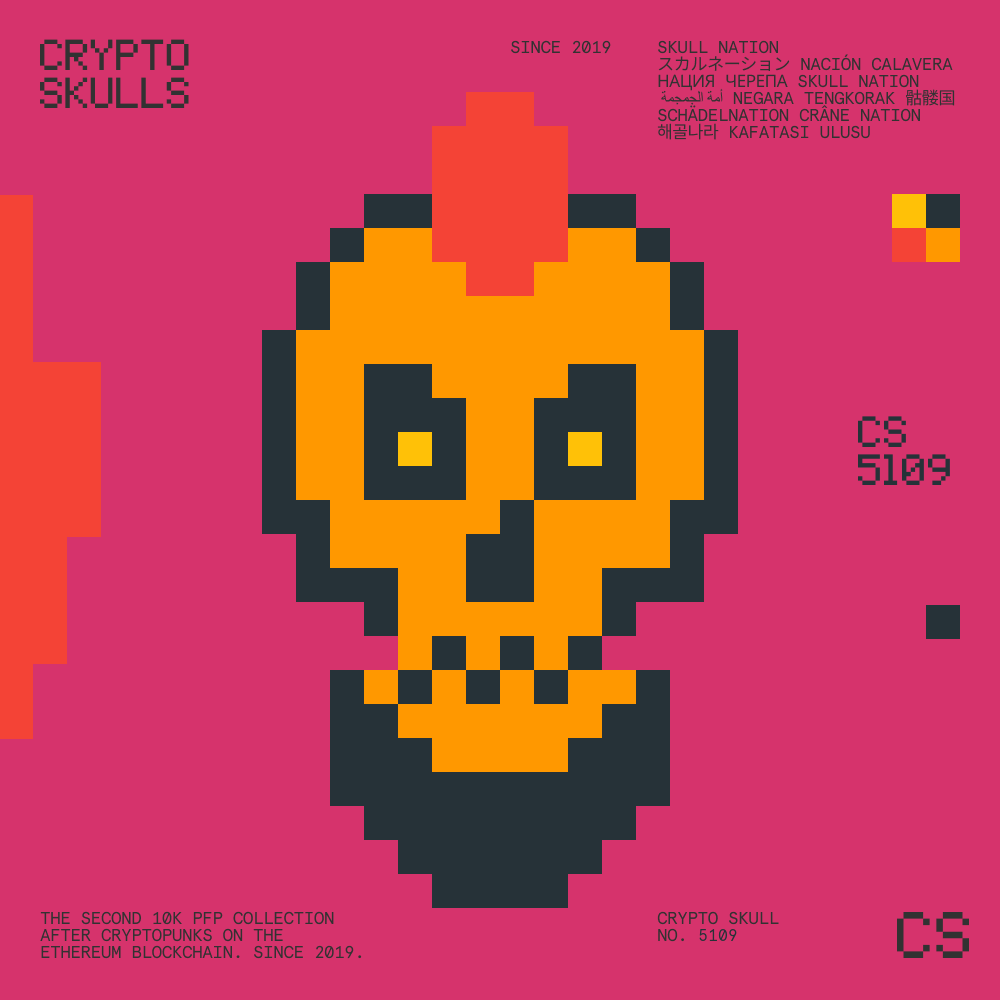 CRYPTO
SKULLS
SINCE 2019
SKULL NATION
スカルネーション NACIÓN CALAVERA
НАЦИЯ ЧЕРЕПА SKULL NATION
أمة الجمجمة NEGARA TENGKORAK 骷髅国
SCHÄDELNATION CRÂNE NATION
해골나라 KAFATASI ULUSU
CS
5109
THE SECOND 10K PFP COLLECTION
AFTER CRYPTOPUNKS ON THE
ETHEREUM BLOCKCHAIN. SINCE 2019.
CRYPTO SKULL
NO. 5109
CS